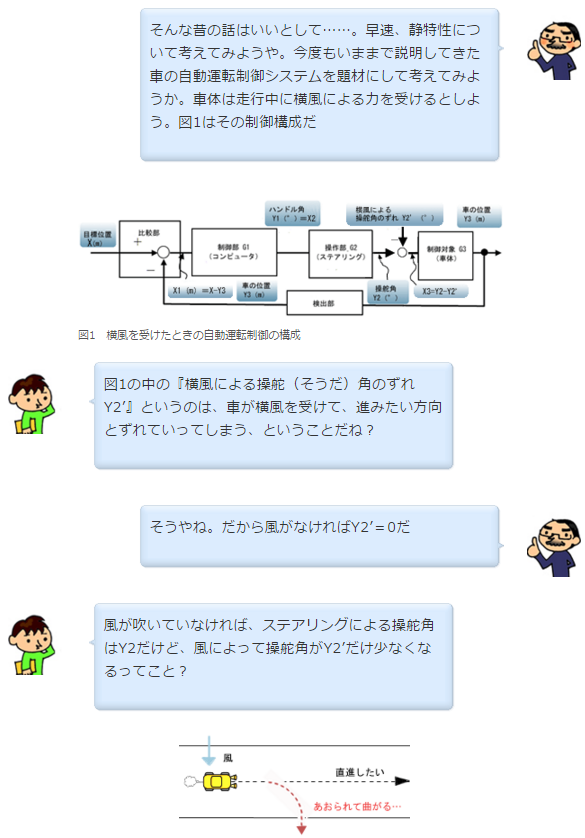 そんな昔の話はいいとして……。早速、静特性につ
いて考えてみようや。今度もいままで説明してきた
車の自動運転制御システムを題材にして考えてみよ
うか。車体は走行中に横風による力を受けるとしよ
う。図1はその制御構成だ
目標位置
X(m)
比較部
+
−
X1 (m) =X-Y3
制御部 G1
(コンピュータ)
ハンドル角
Y1(°)=X2
操作部 G2
(ステアリング)
操舵角
Y2(°)
横風による
操舵角のずれ Y2′ (°)
−
X3=Y2-Y2′
制御対象 G3
(車体)
車の位置
Y3 (m)
検出部
車の位置
Y3 (m)
図1 横風を受けたときの自動運転制御の構成
図1の中の『横風による操舵(そうだ)角のずれ
Y2′』というのは、車が横風を受けて、進みたい方向
とずれていってしまう、ということだね?
そうやね。だから風がなければY2′=0だ
風が吹いていなければ、ステアリングによる操舵角
はY2だけど、風によって操舵角がY2′だけ少なくな
るってこと?
風
直進したい
あおられて曲がる…